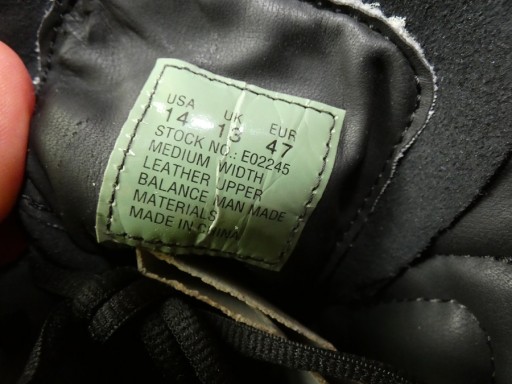 USA UK EUR
14 13 47
STOCK NO.: E02245
MEDIUM WIDTH
LEATHER UPPER
BALANCE MAN MADE
MATERIALS
MADE IN CHINA